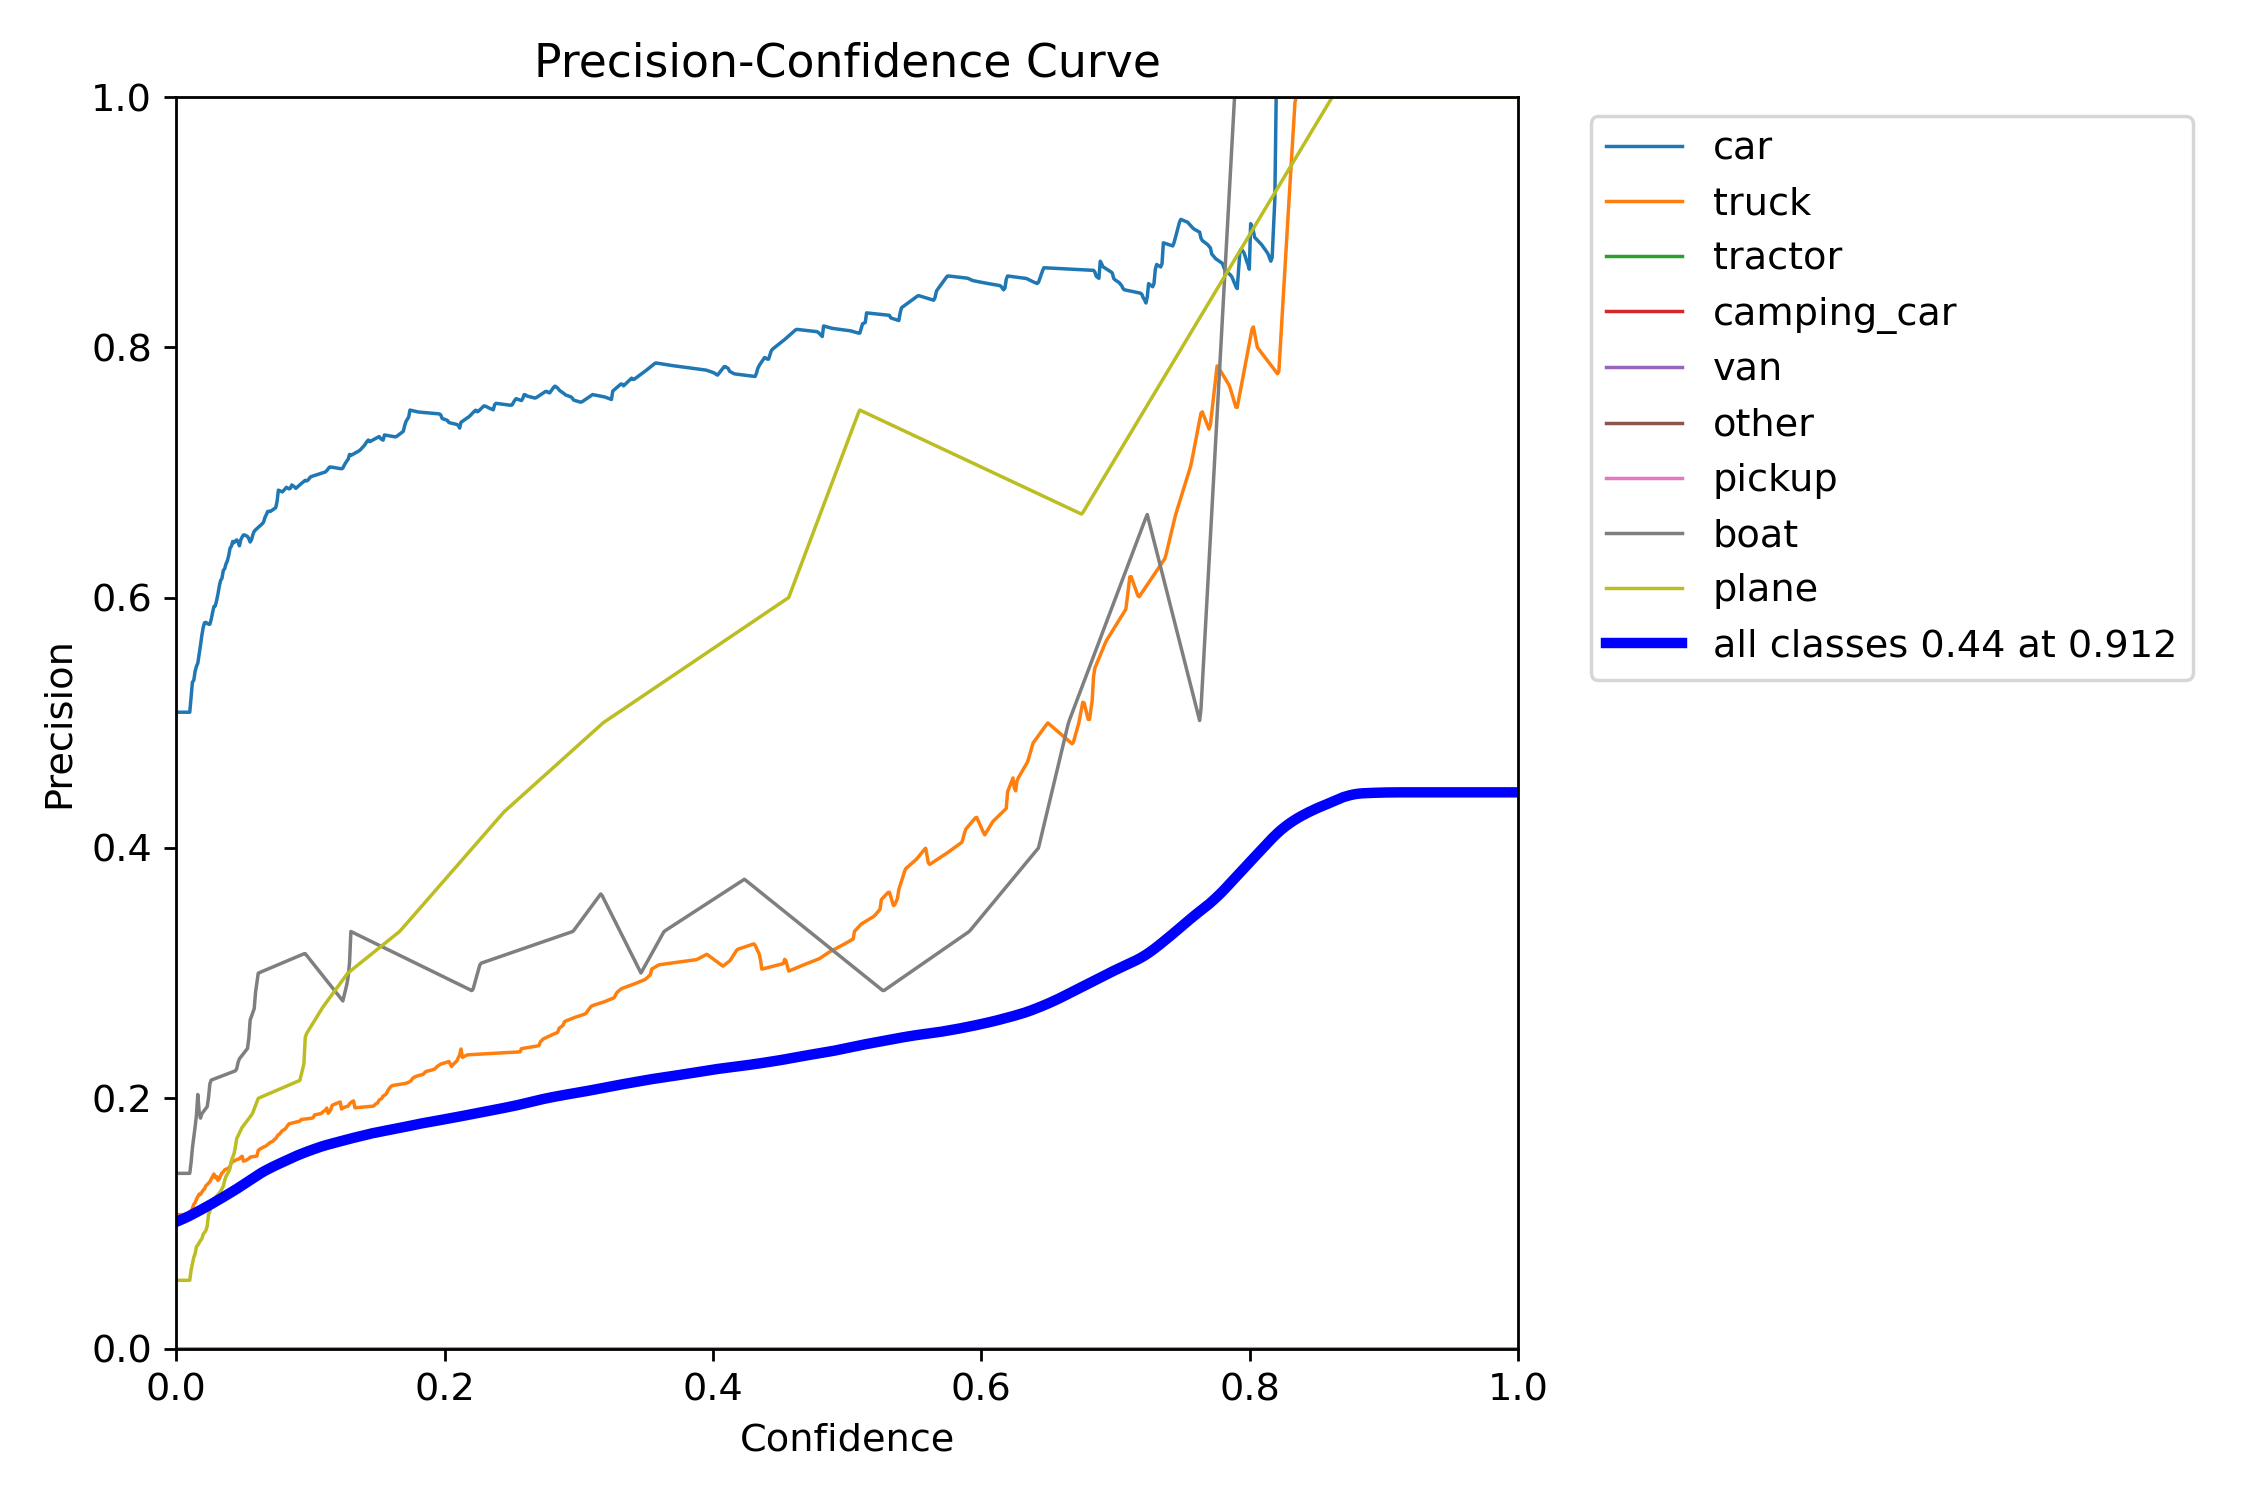 Precision-Confidence Curve
1.0
0.8
0.6
0.4
0.2
0.0
Precision
0.0 0.2 0.4 0.6 0.8 1.0
Confidence
car
truck
tractor
camping_car
van
other
pickup
boat
plane
all classes 0.44 at 0.912